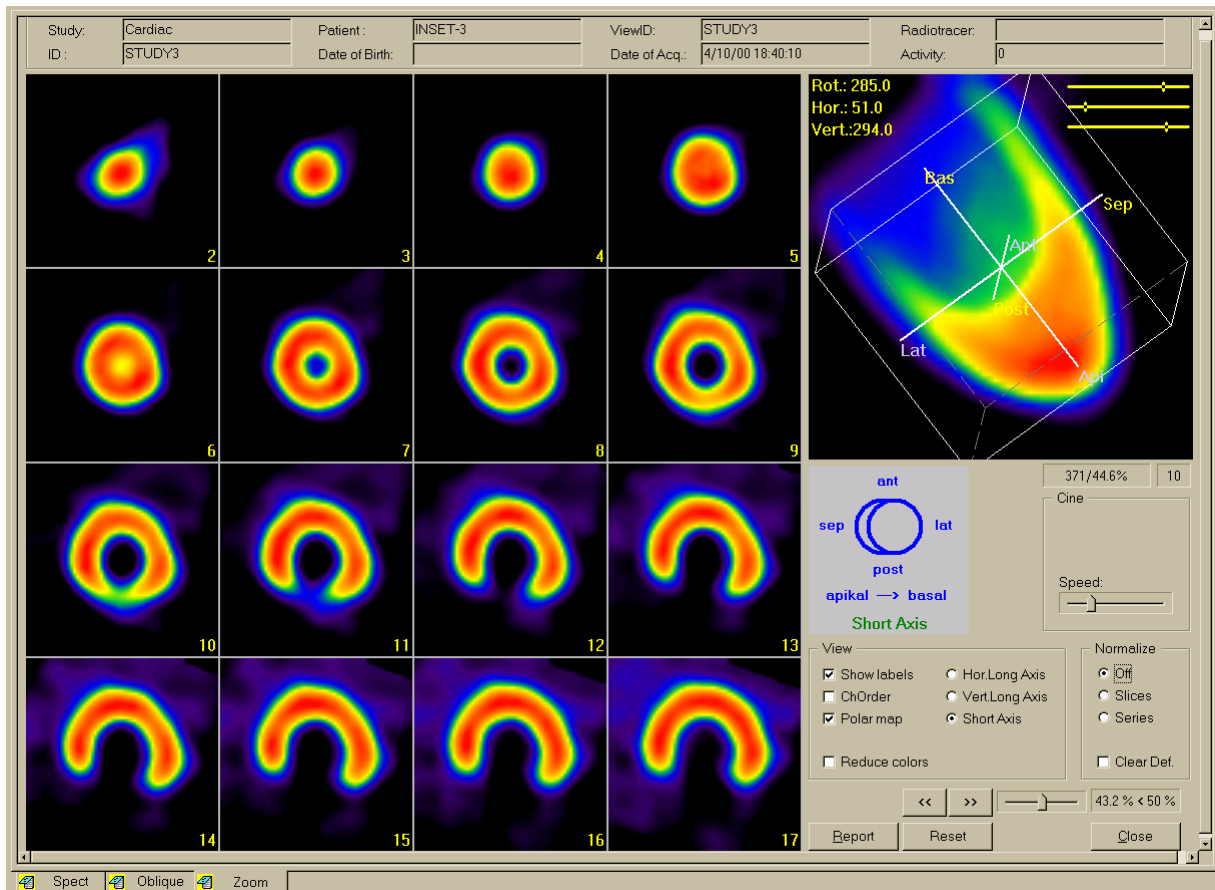 Study: Cardiac Patient: INSET-3 ViewID: STUDY3 Radiotracer:
ID: STUDY3 Date of Birth: Date of Acq.: 4/10/00 18:40:10 Activity: 0
2 3 4 5
6 7 8 9
10 11 12 13
14 15 16 17
Rot.: 285.0
Hor.: 51.0
Vert.:294.0
Bas
Sep
Ant
Post
Lat
Api
371/44.6% 10
ant
sep lat
post
apikal —> basal
Short Axis
Cine
Speed:
View
Show labels Hor.Long Axis
ChOrder Vert.Long Axis
Polar map Short Axis
Reduce colors
Normalize
Off
Slices
Series
Clear Def.
<< >> 43.2 % < 50 %
Report Reset Close
Spect Oblique Zoom